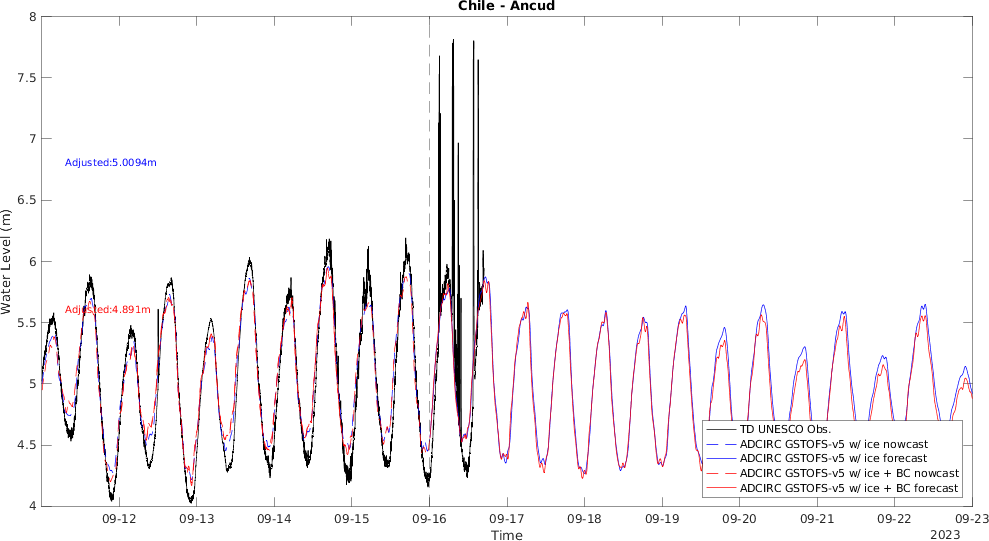 Chile - Ancud
8
7.5
7
6.5
6
5.5
5
4.5
4
Water Level (m)
Adjusted:5.0094m
Adjusted:4.891m
TD UNESCO Obs.
ADCIRC GSTOFS-v5 w/ ice nowcast
ADCIRC GSTOFS-v5 w/ ice forecast
ADCIRC GSTOFS-v5 w/ ice + BC nowcast
ADCIRC GSTOFS-v5 w/ ice + BC forecast
09-12 09-13 09-14 09-15 09-16 09-17 09-18 09-19 09-20 09-21 09-22 09-23
Time
2023